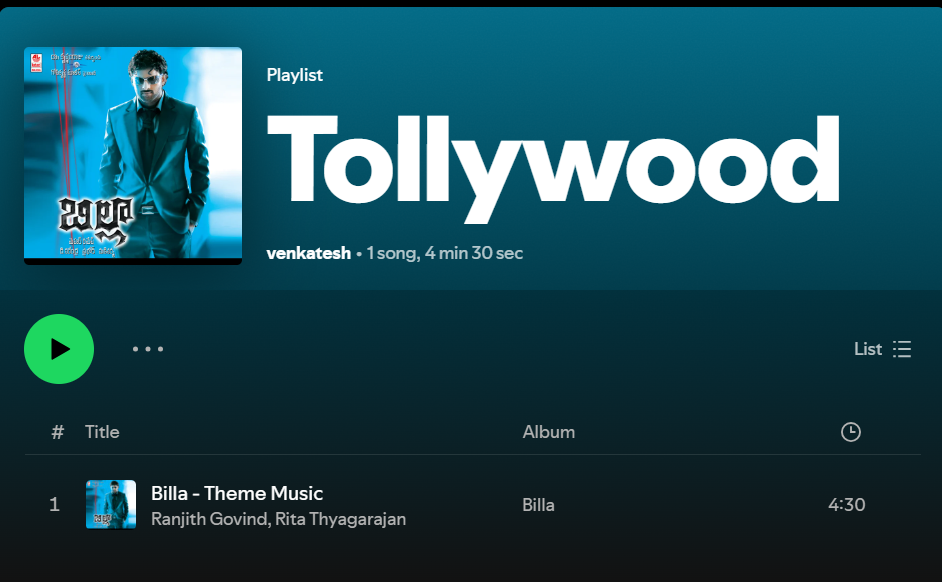 Playlist
Tollywood
బిల్లా
venkatesh • 1 song, 4 min 30 sec
List
# Title Album
1 Billa - Theme Music Billa 4:30
Ranjith Govind, Rita Thyagarajan